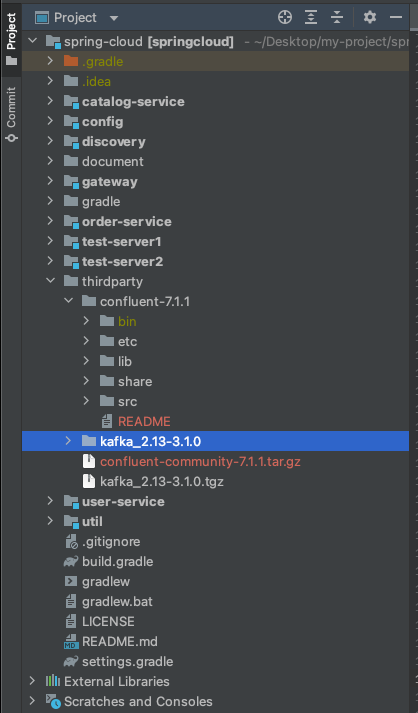 Project
Project
Commit
spring-cloud [springcloud] - ~/Desktop/my-project/spr
.gradle
.idea
catalog-service
config
discovery
document
gateway
gradle
order-service
test-server1
test-server2
thirdparty
confluent-7.1.1
bin
etc
lib
share
src
README
kafka_2.13-3.1.0
confluent-community-7.1.1.tar.gz
kafka_2.13-3.1.0.tgz
user-service
util
.gitignore
build.gradle
gradlew
gradlew.bat
LICENSE
README.md
settings.gradle
External Libraries
Scratches and Consoles